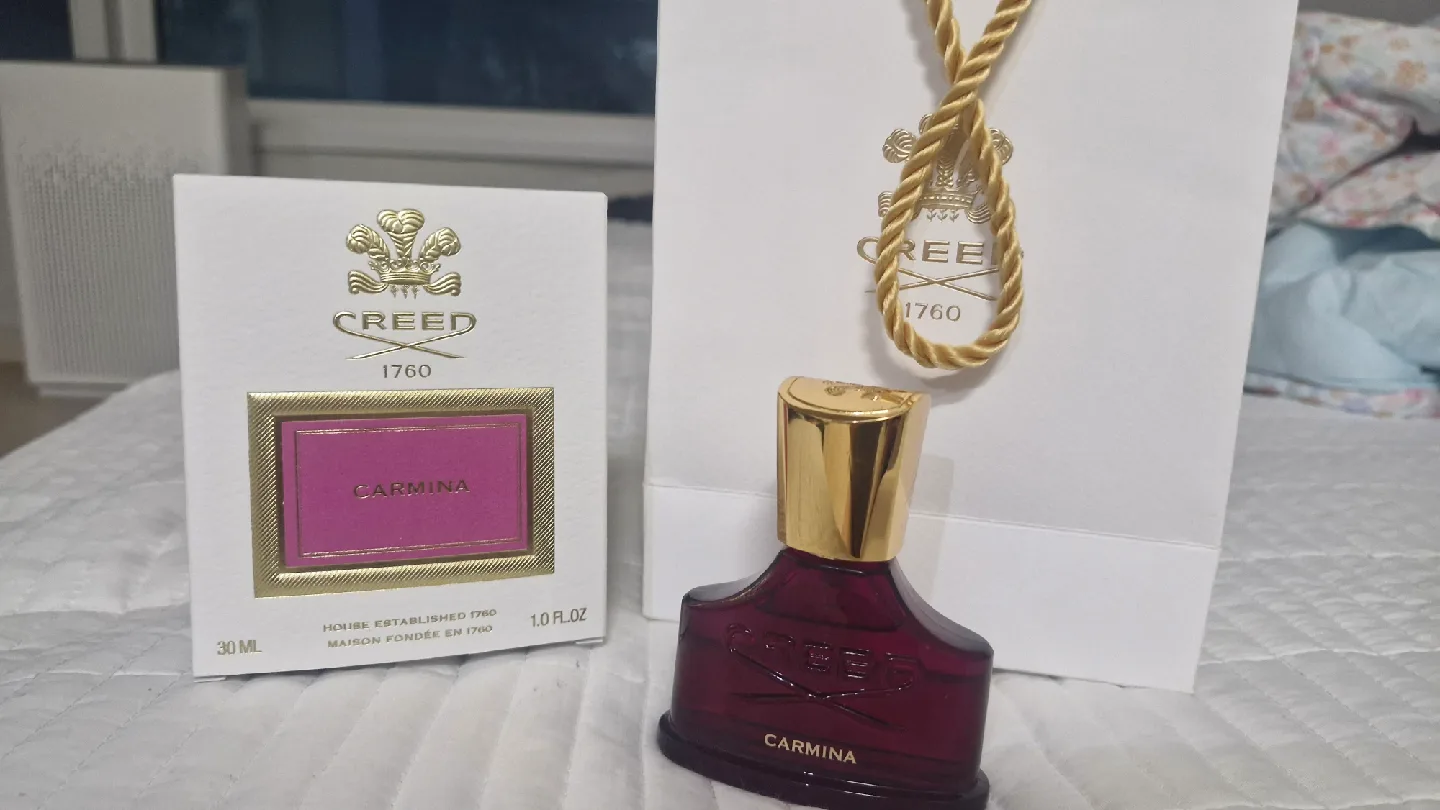 CREED
1760
CARMINA
HOUSE ESTABLISHED 1760
MAISON FONDÉE EN 1760
30 ML
1.0 FL.OZ
CREED
1760
CREED
CARMINA